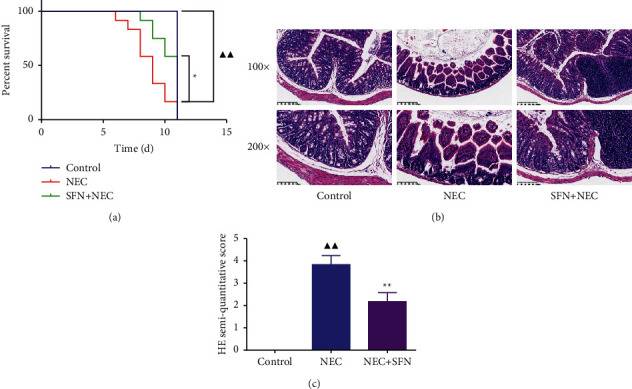 Percent survival
100
50
0
0 5 10 15
Time (d)
▲▲
*
Control
NEC
SFN+NEC
(a)
100×
200×
Control NEC SFN+NEC
(b)
HE semi-quantitative score
5
4
3
2
1
0
▲▲
**
Control NEC NEC+SFN
(c)